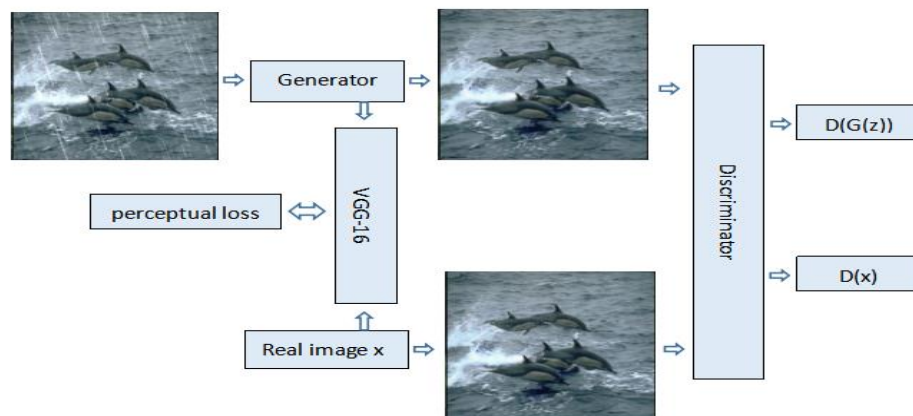 Generator
D(G(z))
VGG-16
Discriminator
perceptual loss
D(x)
Real image x